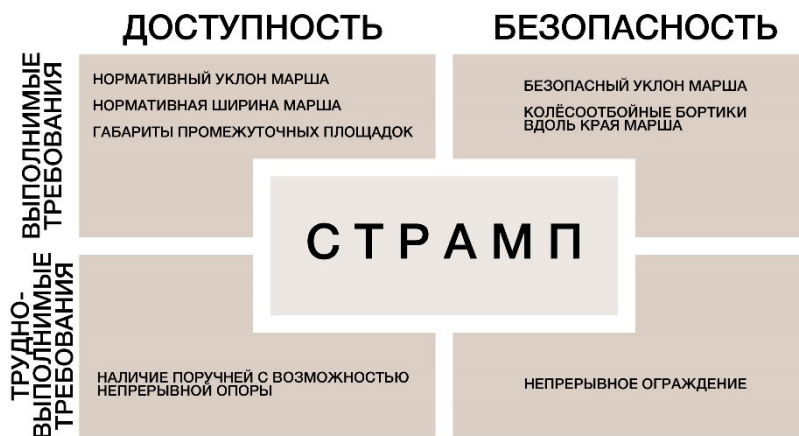 ДОСТУПНОСТЬ
БЕЗОПАСНОСТЬ
ВЫПОЛНИМЫЕ
ТРЕБОВАНИЯ
НОРМАТИВНЫЙ УКЛОН МАРША
НОРМАТИВНАЯ ШИРИНА МАРША
ГАБАРИТЫ ПРОМЕЖУТОЧНЫХ ПЛОЩАДОК
БЕЗОПАСНЫЙ УКЛОН МАРША
КОЛЁСООТБОЙНЫЕ БОРТИКИ
ВДОЛЬ КРАЯ МАРША
СТРАМП
ТРУДНО-
ВЫПОЛНИМЫЕ
ТРЕБОВАНИЯ
НАЛИЧИЕ ПОРУЧНЕЙ С ВОЗМОЖНОСТЬЮ
НЕПРЕРЫВНОЙ ОПОРЫ
НЕПРЕРЫВНОЕ ОГРАЖДЕНИЕ